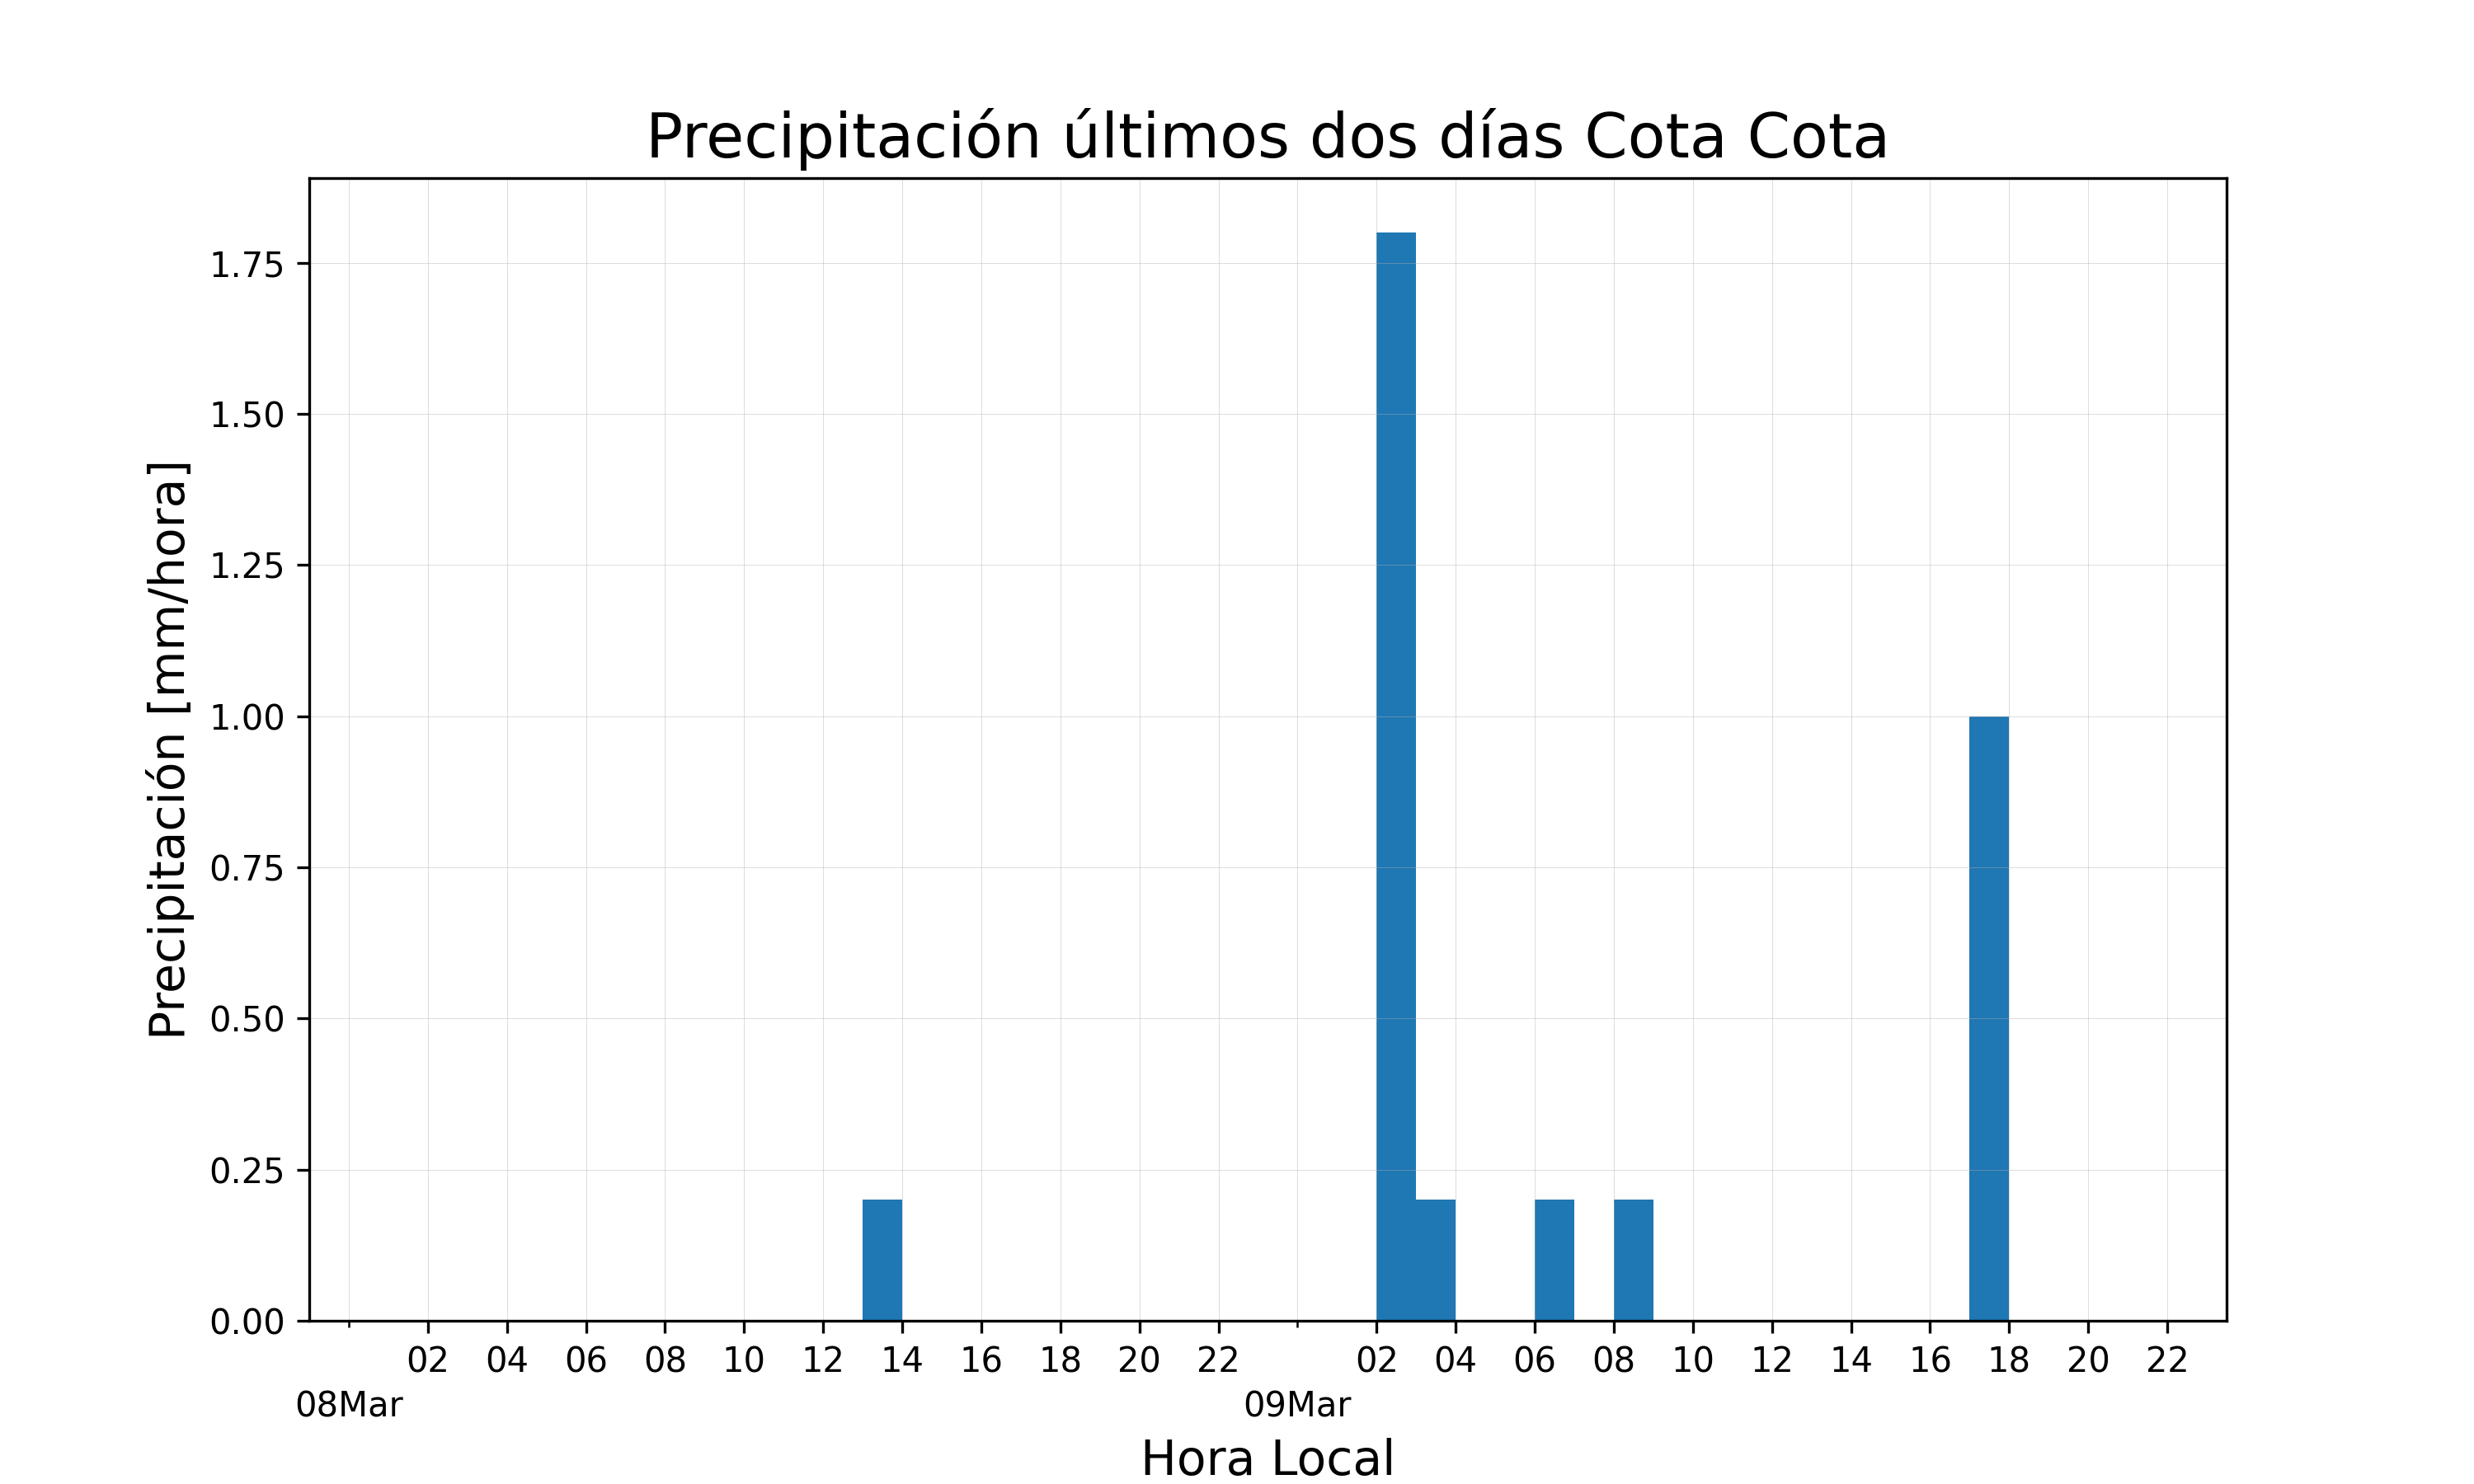 Precipitación últimos dos días Cota Cota
Precipitación [mm/hora]
1.75
1.50
1.25
1.00
0.75
0.50
0.25
0.00
02 04 06 08 10 12 14 16 18 20 22 02 04 06 08 10 12 14 16 18 20 22
08Mar 09Mar
Hora Local